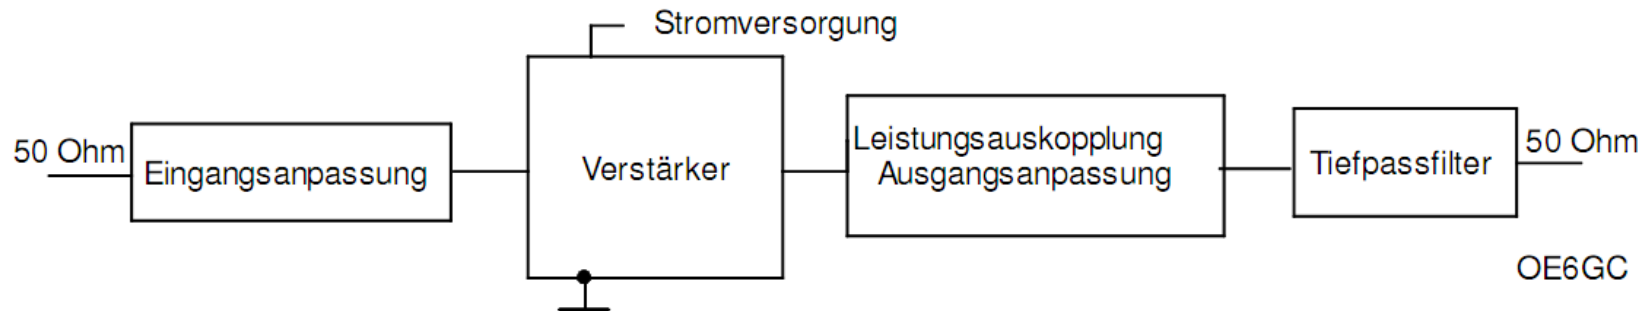 Stromversorgung
50 Ohm
Eingangsanpassung
Verstärker
Leistungsauskopplung
Ausgangsanpassung
Tiefpassfilter
50 Ohm
OE6GC